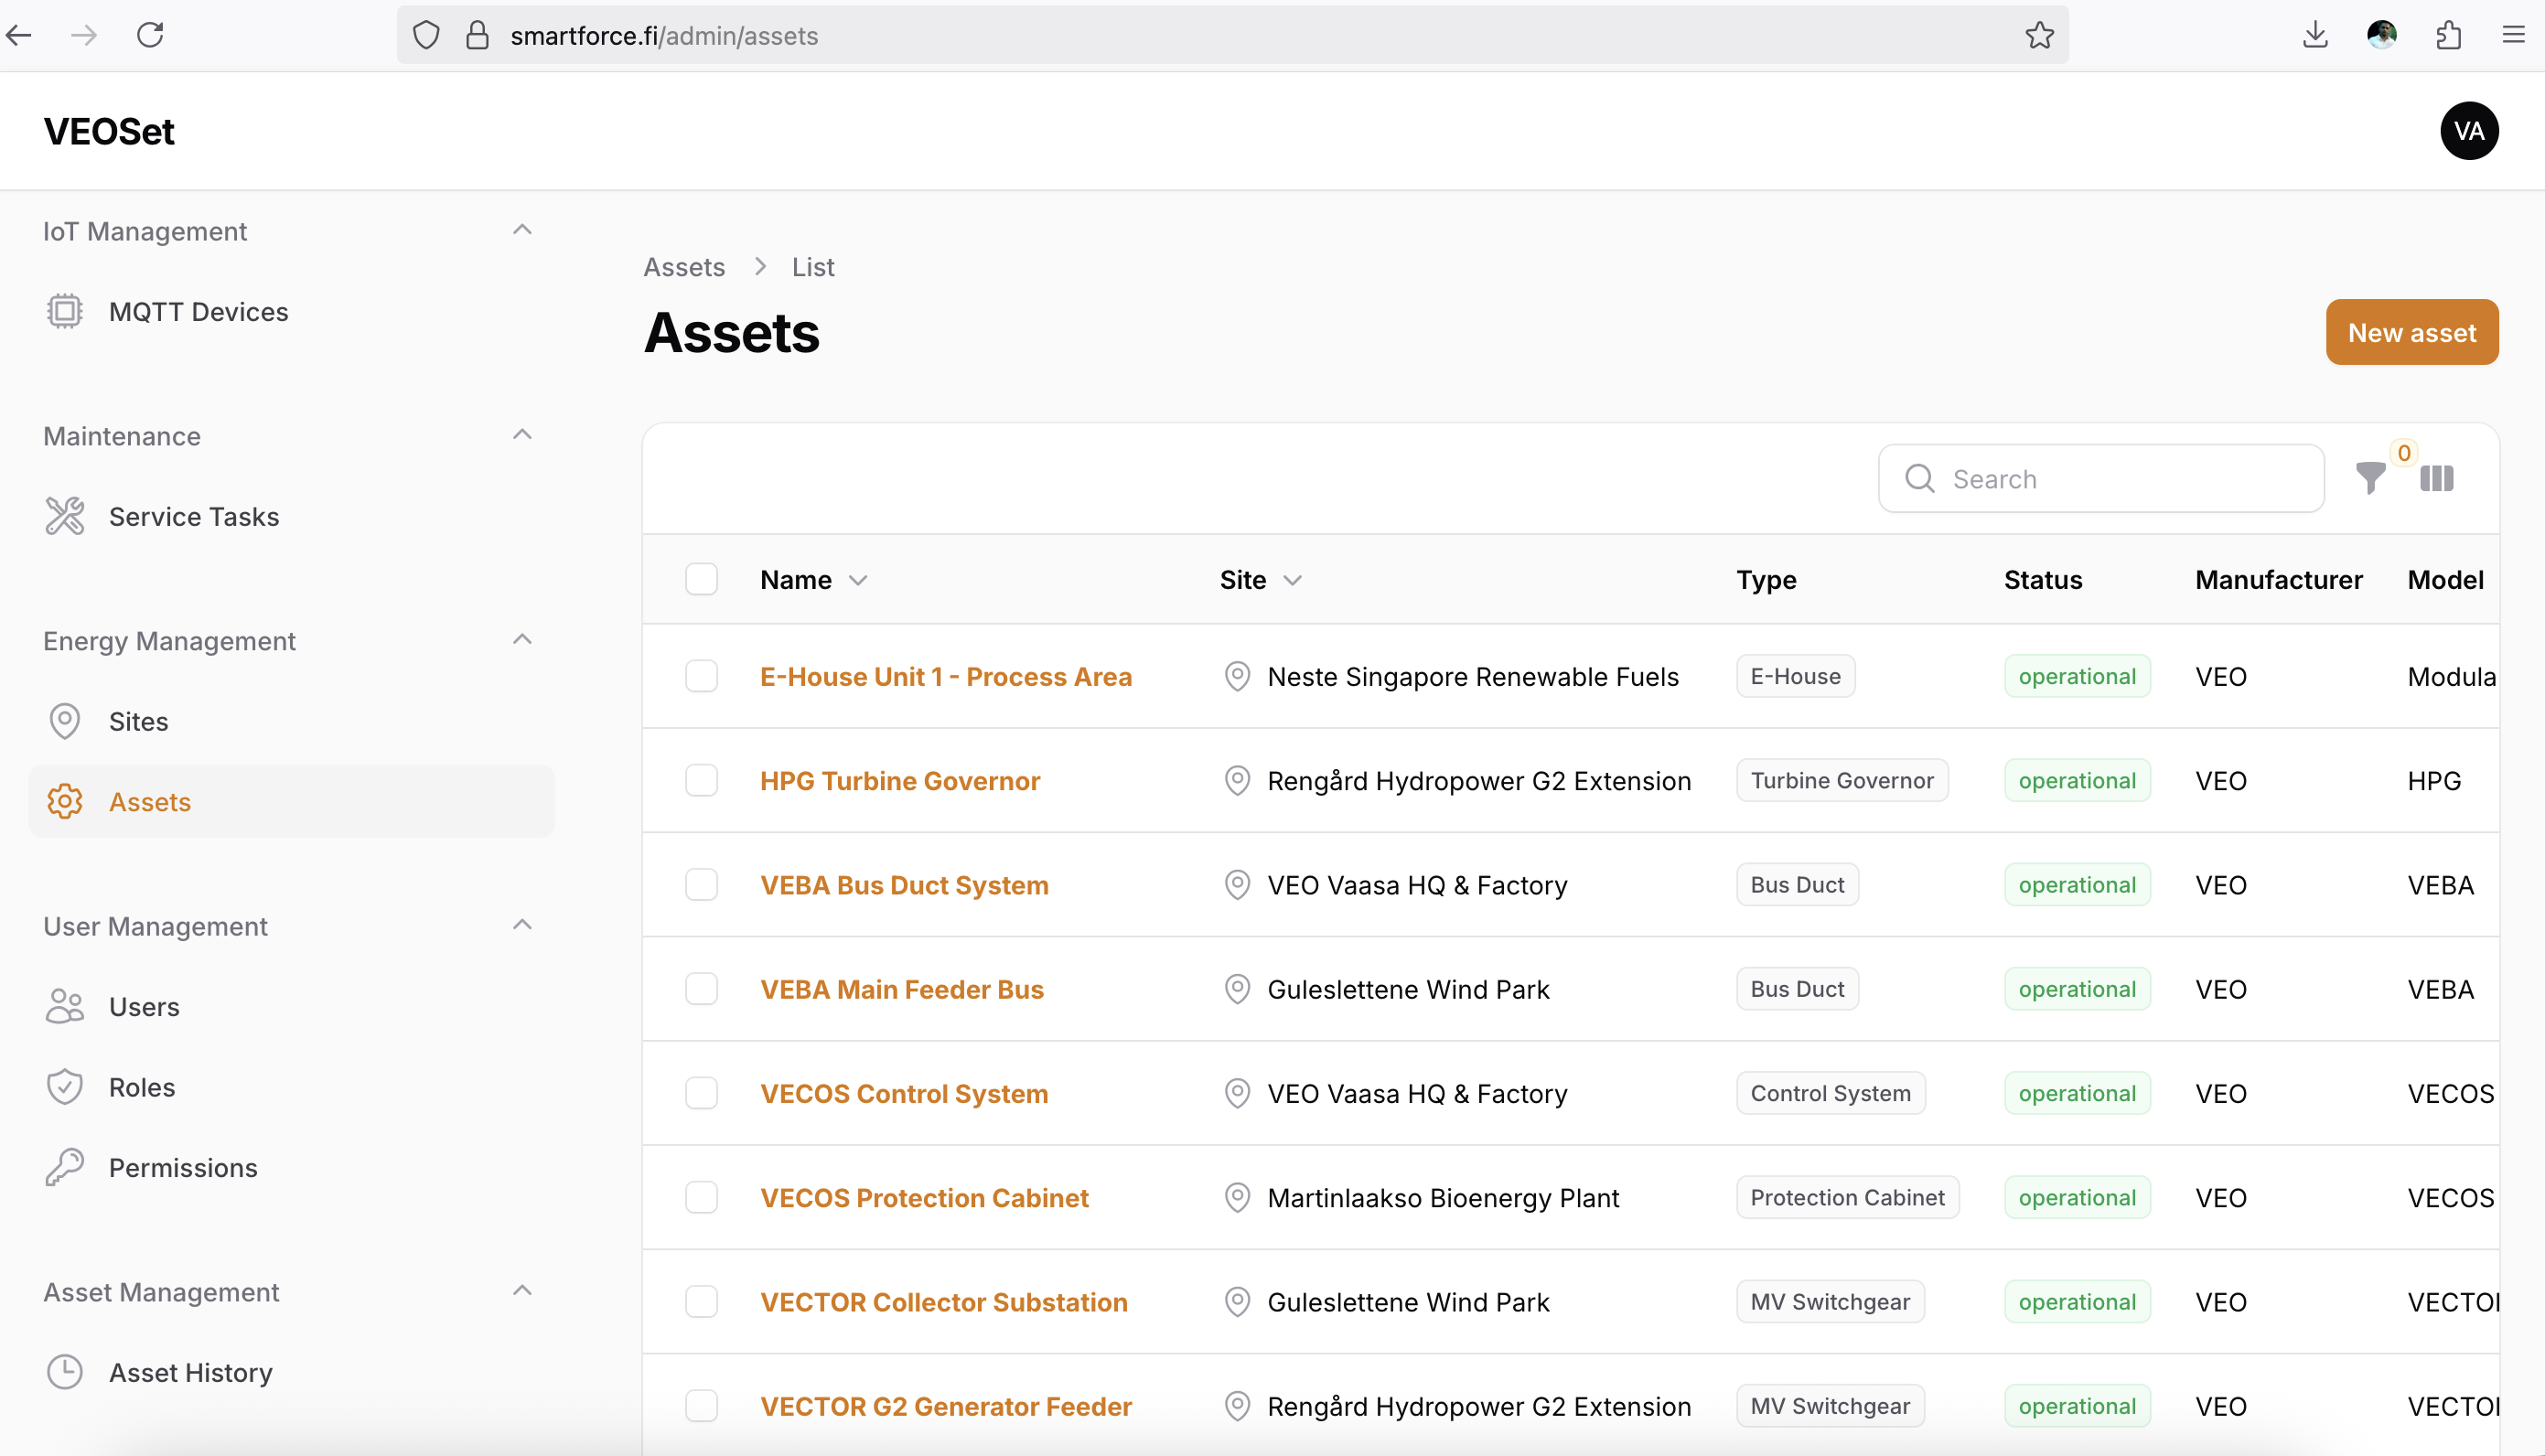 smartforce.fi/admin/assets
VEOSet
VA
IoT Management
MQTT Devices
Maintenance
Service Tasks
Energy Management
Sites
Assets
User Management
Users
Roles
Permissions
Asset Management
Asset History
Assets > List
Assets
New asset
Search
0
Name Site Type Status Manufacturer Model
E-House Unit 1 - Process Area Neste Singapore Renewable Fuels E-House operational VEO Modula
HPG Turbine Governor Rengård Hydropower G2 Extension Turbine Governor operational VEO HPG
VEBA Bus Duct System VEO Vaasa HQ & Factory Bus Duct operational VEO VEBA
VEBA Main Feeder Bus Guleslettene Wind Park Bus Duct operational VEO VEBA
VECOS Control System VEO Vaasa HQ & Factory Control System operational VEO VECOS
VECOS Protection Cabinet Martinlaakso Bioenergy Plant Protection Cabinet operational VEO VECOS
VECTOR Collector Substation Guleslettene Wind Park MV Switchgear operational VEO VECTO
VECTOR G2 Generator Feeder Rengård Hydropower G2 Extension MV Switchgear operational VEO VECTO